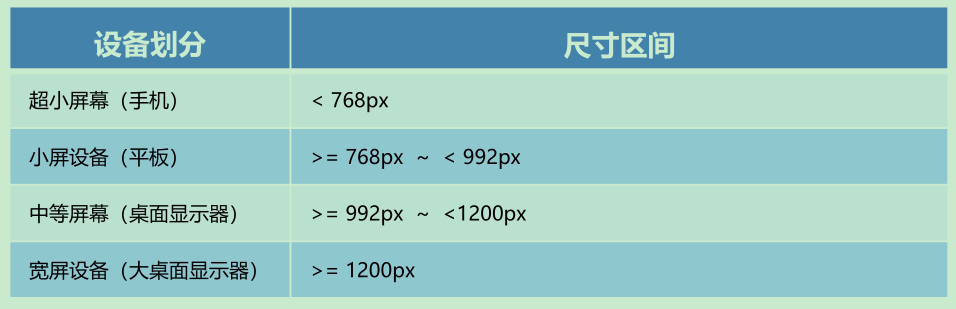 设备划分 尺寸区间
超小屏幕（手机） < 768px
小屏设备（平板） >= 768px ~ < 992px
中等屏幕（桌面显示器） >= 992px ~ <1200px
宽屏设备（大桌面显示器） >= 1200px